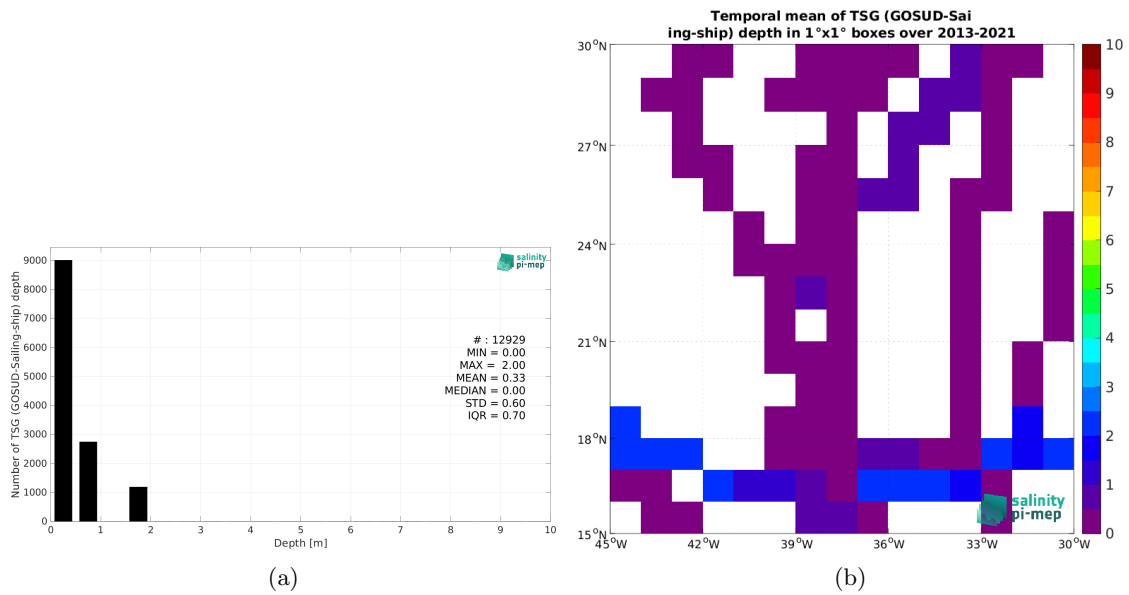 Number of TSG (GOSUD-Sailing-ship) depth
9000
8000
7000
6000
5000
4000
3000
2000
1000
0
0 1 2 3 4 5 6 7 8 9 10
Depth [m]
salinity
pi-mep
# : 12929
MIN = 0.00
MAX = 2.00
MEAN = 0.33
MEDIAN = 0.00
STD = 0.60
IQR = 0.70
(a)
Temporal mean of TSG (GOSUD-Sai
ing-ship) depth in 1°x1° boxes over 2013-2021
30°N
27°N
24°N
21°N
18°N
15°N
45°W 42°W 39°W 36°W 33°W 30°W
salinity
pi-mep
10
9
8
7
6
5
4
3
2
1
0
(b)